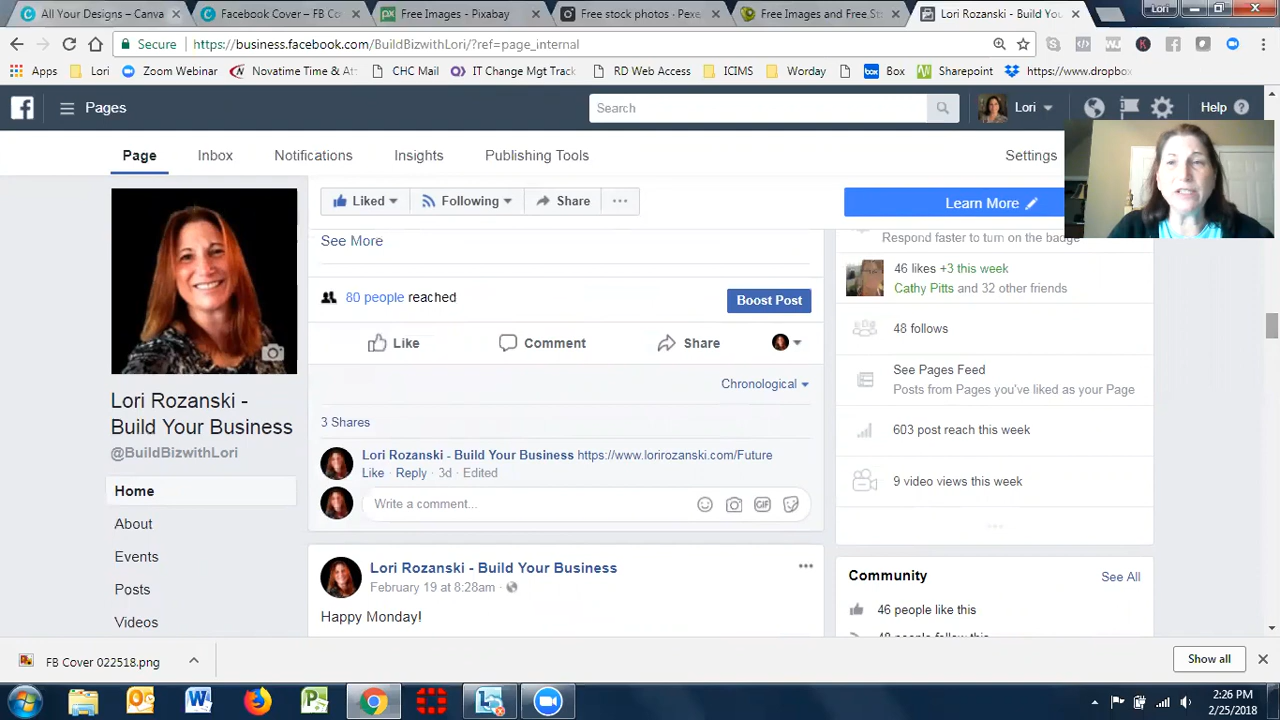 All Your Designs – Canva
Facebook Cover – FB Co
Free Images - Pixabay
Free stock photos · Pexe
Free Images and Free St
Lori Rozanski - Build You
Lori
Secure
https://business.facebook.com/BuildBizwithLori/?ref=page_internal
Apps
Lori
Zoom Webinar
Novatime Time & At
CHC Mail
IT Change Mgt Track
RD Web Access
ICIMS
Worday
Box
Sharepoint
https://www.dropbox
Pages
Search
Lori
Help
Page
Inbox
Notifications
Insights
Publishing Tools
Settings
Liked
Following
Share
Learn More
See More
Respond faster to turn on the badge
80 people reached
Boost Post
46 likes +3 this week
Cathy Pitts and 32 other friends
Like
Comment
Share
48 follows
Chronological
See Pages Feed
Posts from Pages you've liked as your Page
Lori Rozanski -
Build Your Business
@BuildBizwithLori
3 Shares
603 post reach this week
Lori Rozanski - Build Your Business https://www.lorirozanski.com/Future
Like · Reply · 3d · Edited
9 video views this week
Home
Write a comment...
GIF
About
Events
Posts
Videos
Lori Rozanski - Build Your Business
February 19 at 8:28am
Happy Monday!
Community
See All
46 people like this
48 people follow this
FB Cover 022518.png
Show all
2:26 PM
2/25/2018